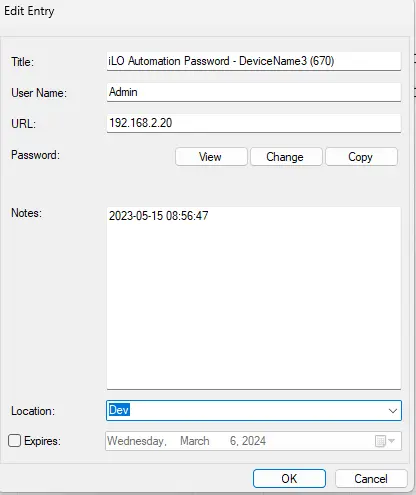 Edit Entry
Title: iLO Automation Password - DeviceName3 (670)
User Name: Admin
URL: 192.168.2.20
Password: View Change Copy
Notes: 2023-05-15 08:56:47
Location: Dev
Expires: Wednesday, March 6, 2024
OK Cancel